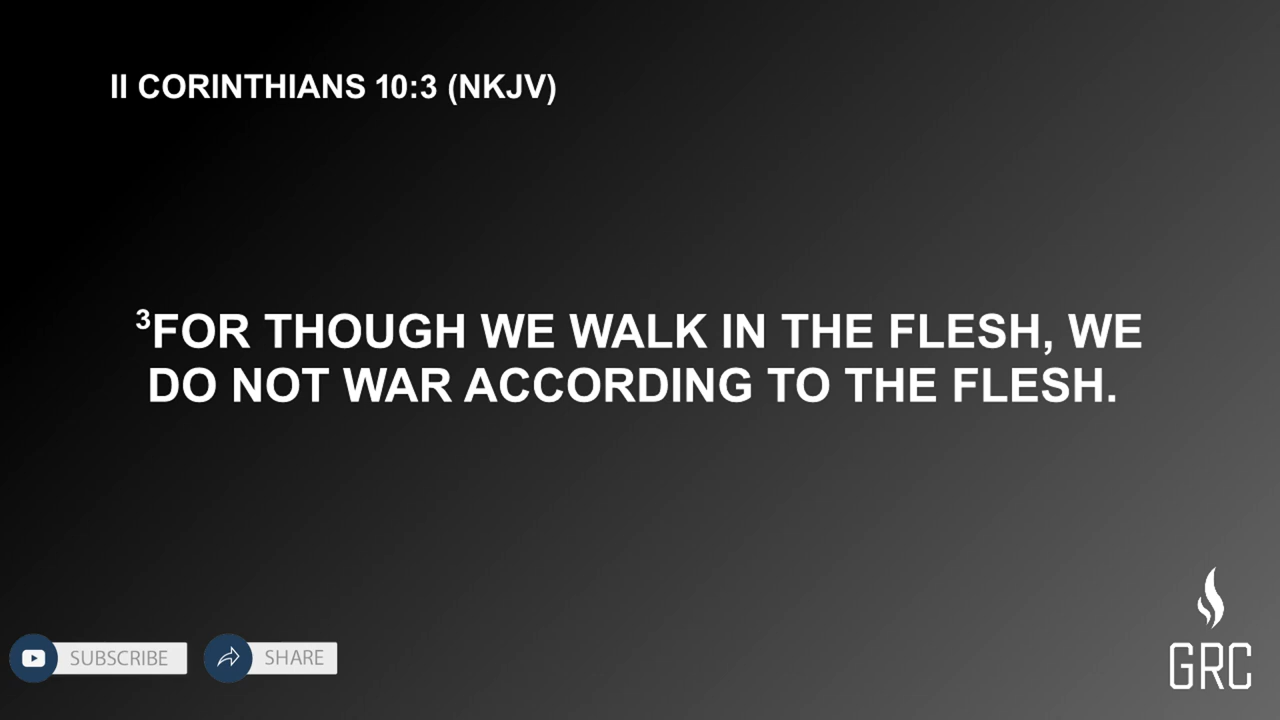 II CORINTHIANS 10:3 (NKJV)
³FOR THOUGH WE WALK IN THE FLESH, WE
DO NOT WAR ACCORDING TO THE FLESH.
SUBSCRIBE SHARE
GRC